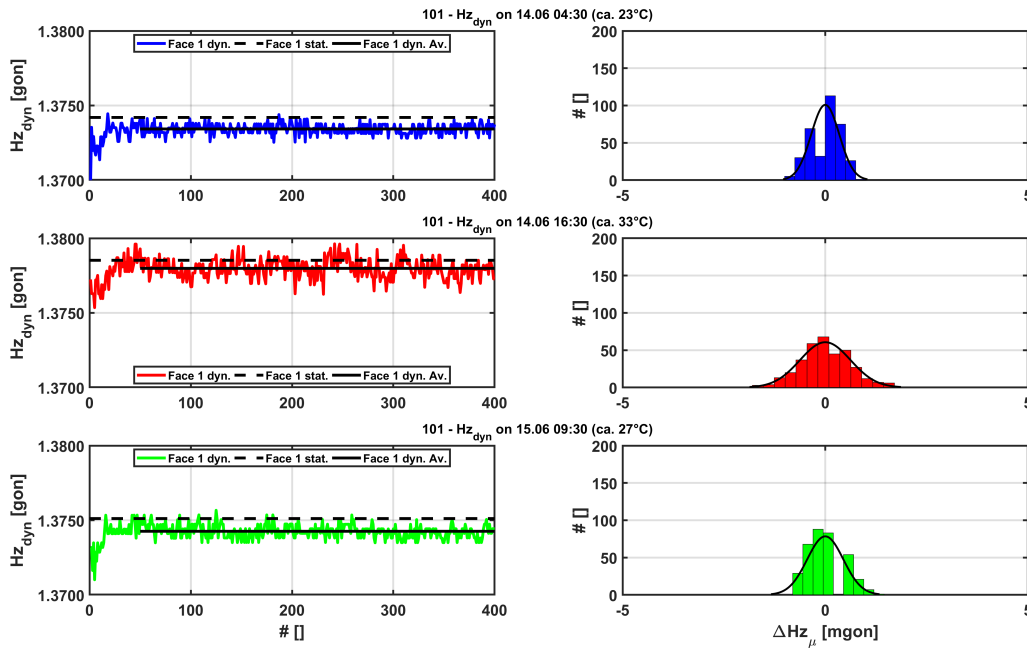 101 - Hz_dyn on 14.06 04:30 (ca. 23°C)
Hz_dyn [gon]
1.3800
1.3750
1.3700
Face 1 dyn. Face 1 stat. Face 1 dyn. Av.
0 100 200 300 400
# []
200
150
100
50
0
-5 0 5
101 - Hz_dyn on 14.06 16:30 (ca. 33°C)
Hz_dyn [gon]
1.3800
1.3750
1.3700
Face 1 dyn. Face 1 stat. Face 1 dyn. Av.
0 100 200 300 400
# []
200
150
100
50
0
-5 0 5
101 - Hz_dyn on 15.06 09:30 (ca. 27°C)
Hz_dyn [gon]
1.3800
1.3750
1.3700
Face 1 dyn. Face 1 stat. Face 1 dyn. Av.
0 100 200 300 400
# []
# []
200
150
100
50
0
-5 0 5
ΔHz_μ [mgon]